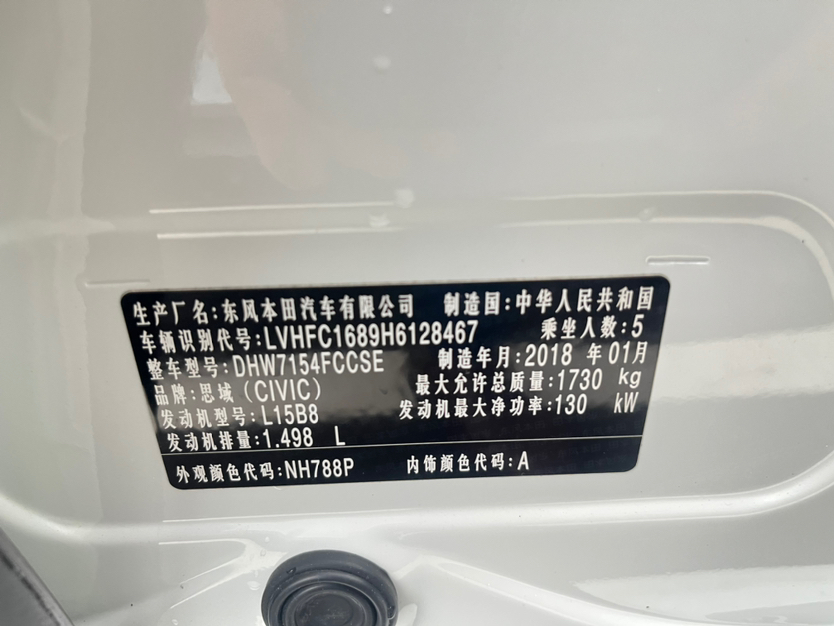 生产厂名:东风本田汽车有限公司 制造国:中华人民共和国
车辆识别代号:LVHFC1689H6128467 乘坐人数:5
整车型号:DHW7154FCCSE 制造年月:2018 年 01月
品牌:思域(CIVIC) 最大允许总质量:1730 kg
发动机型号:L15B8 发动机最大净功率:130 kW
发动机排量:1.498 L
外观颜色代码:NH788P 内饰颜色代码:A